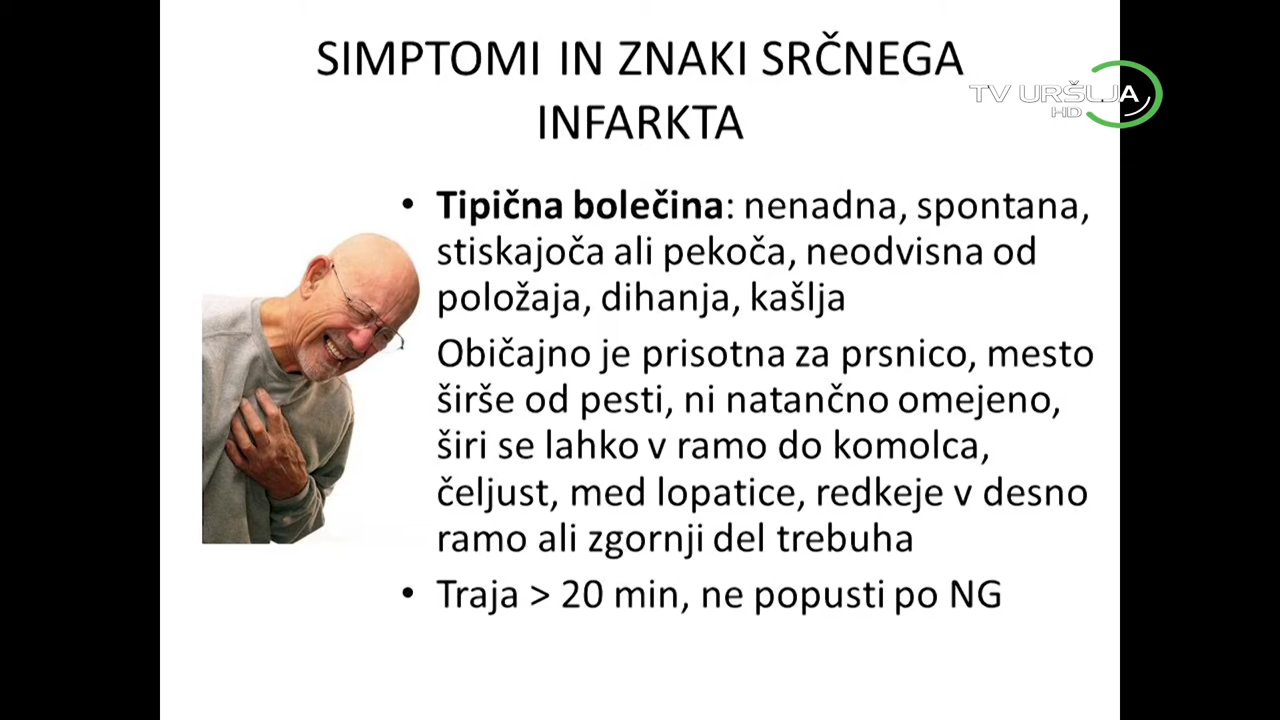 SIMPTOMI IN ZNAKI SRČNEGA
INFARKTA
TV URŠLJA
HD
• Tipična bolečina: nenadna, spontana,
stiskajoča ali pekoča, neodvisna od
položaja, dihanja, kašlja
Običajno je prisotna za prsnico, mesto
širše od pesti, ni natančno omejeno,
širi se lahko v ramo do komolca,
čeljust, med lopatice, redkeje v desno
ramo ali zgornji del trebuha
• Traja > 20 min, ne popusti po NG